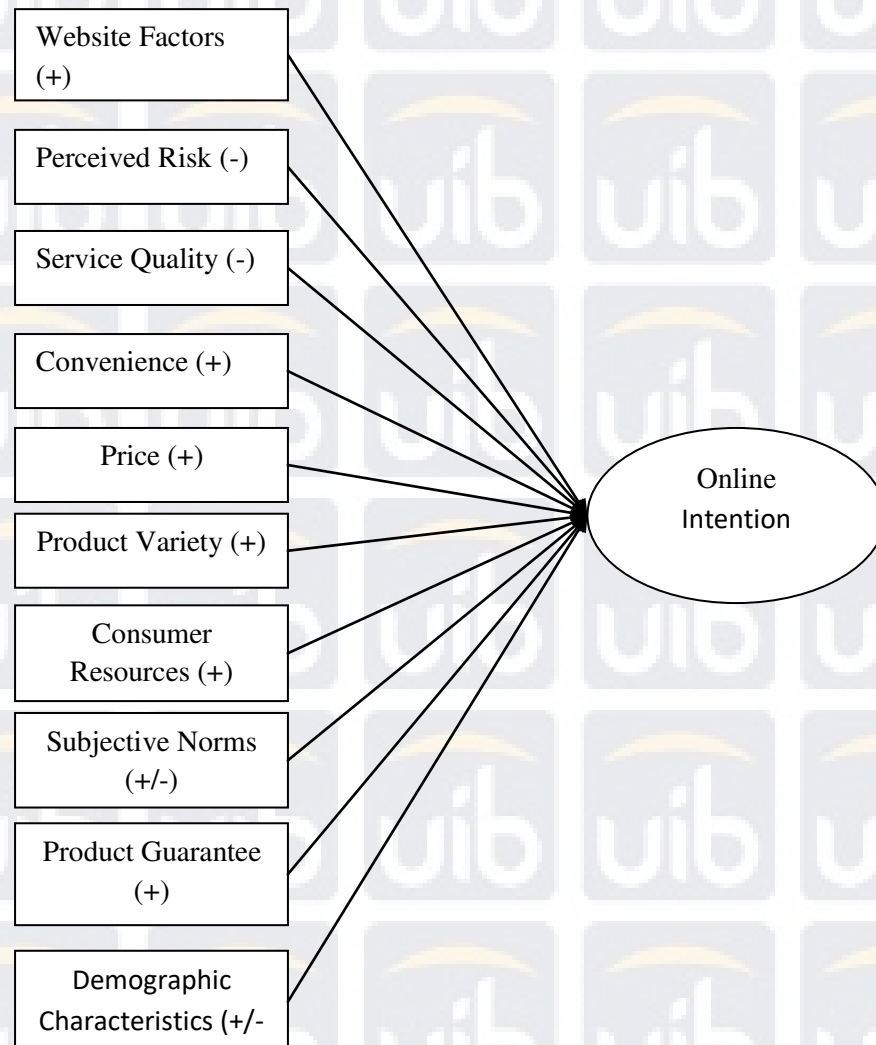 Website Factors
(+)
Perceived Risk (-)
Service Quality (-)
Convenience (+)
Price (+)
Product Variety (+)
Consumer
Resources (+)
Subjective Norms
(+/-)
Product Guarantee
(+)
Demographic
Characteristics (+/-
Online
Intention